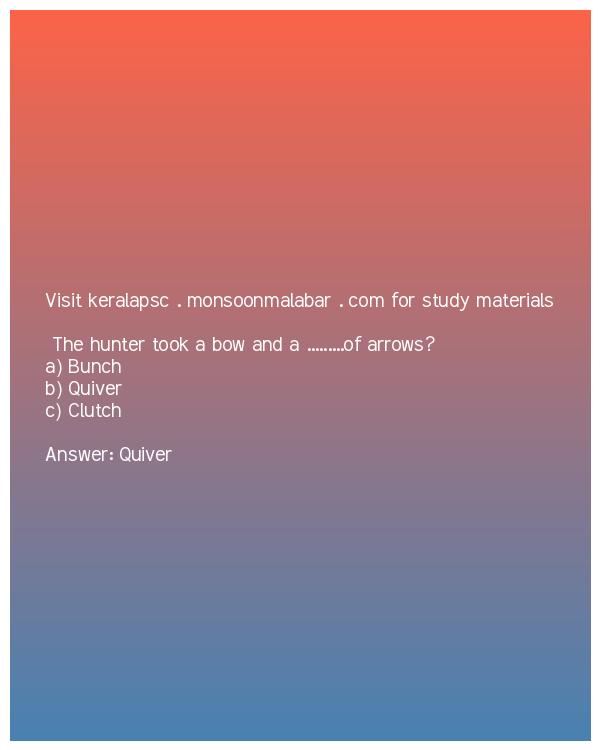 Visit keralapsc . monsoonmalabar . com for study materials
The hunter took a bow and a .........of arrows?
a) Bunch
b) Quiver
c) Clutch
Answer: Quiver